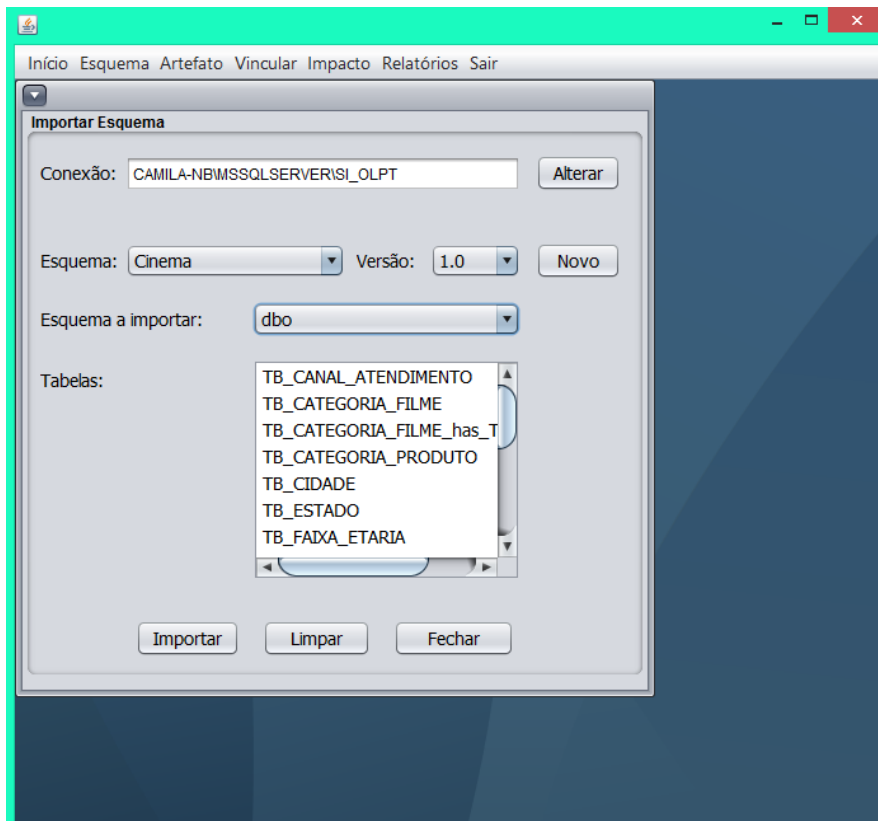 Início Esquema Artefato Vincular Impacto Relatórios Sair
Importar Esquema
Conexão: CAMILA-NB\MSSQLSERVER\SI_OLPT Alterar
Esquema: Cinema Versão: 1.0 Novo
Esquema a importar: dbo
Tabelas: TB_CANAL_ATENDIMENTO
TB_CATEGORIA_FILME
TB_CATEGORIA_FILME_has_T
TB_CATEGORIA_PRODUTO
TB_CIDADE
TB_ESTADO
TB_FAIXA_ETARIA
Importar Limpar Fechar